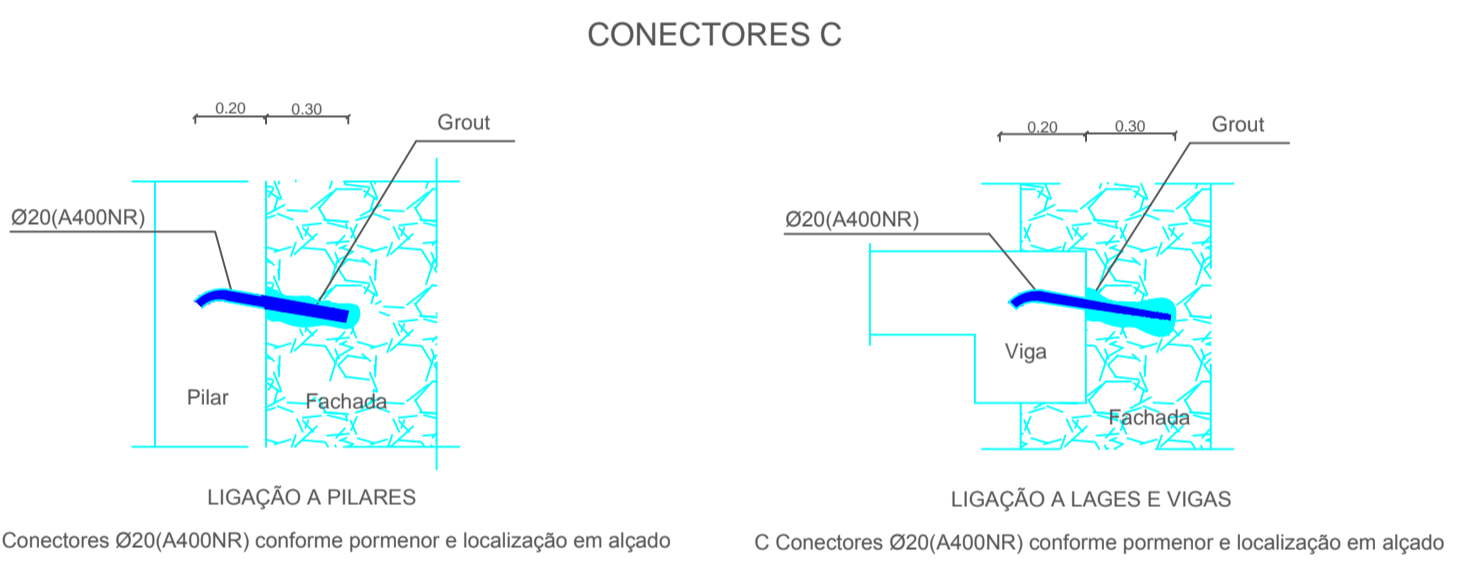 CONECTORES C
0.20 0.30
Grout
Ø20(A400NR)
Pilar
Fachada
LIGAÇÃO A PILARES
Conectores Ø20(A400NR) conforme pormenor e localização em alçado
0.20 0.30
Grout
Ø20(A400NR)
Viga
Fachada
LIGAÇÃO A LAGES E VIGAS
C Conectores Ø20(A400NR) conforme pormenor e localização em alçado